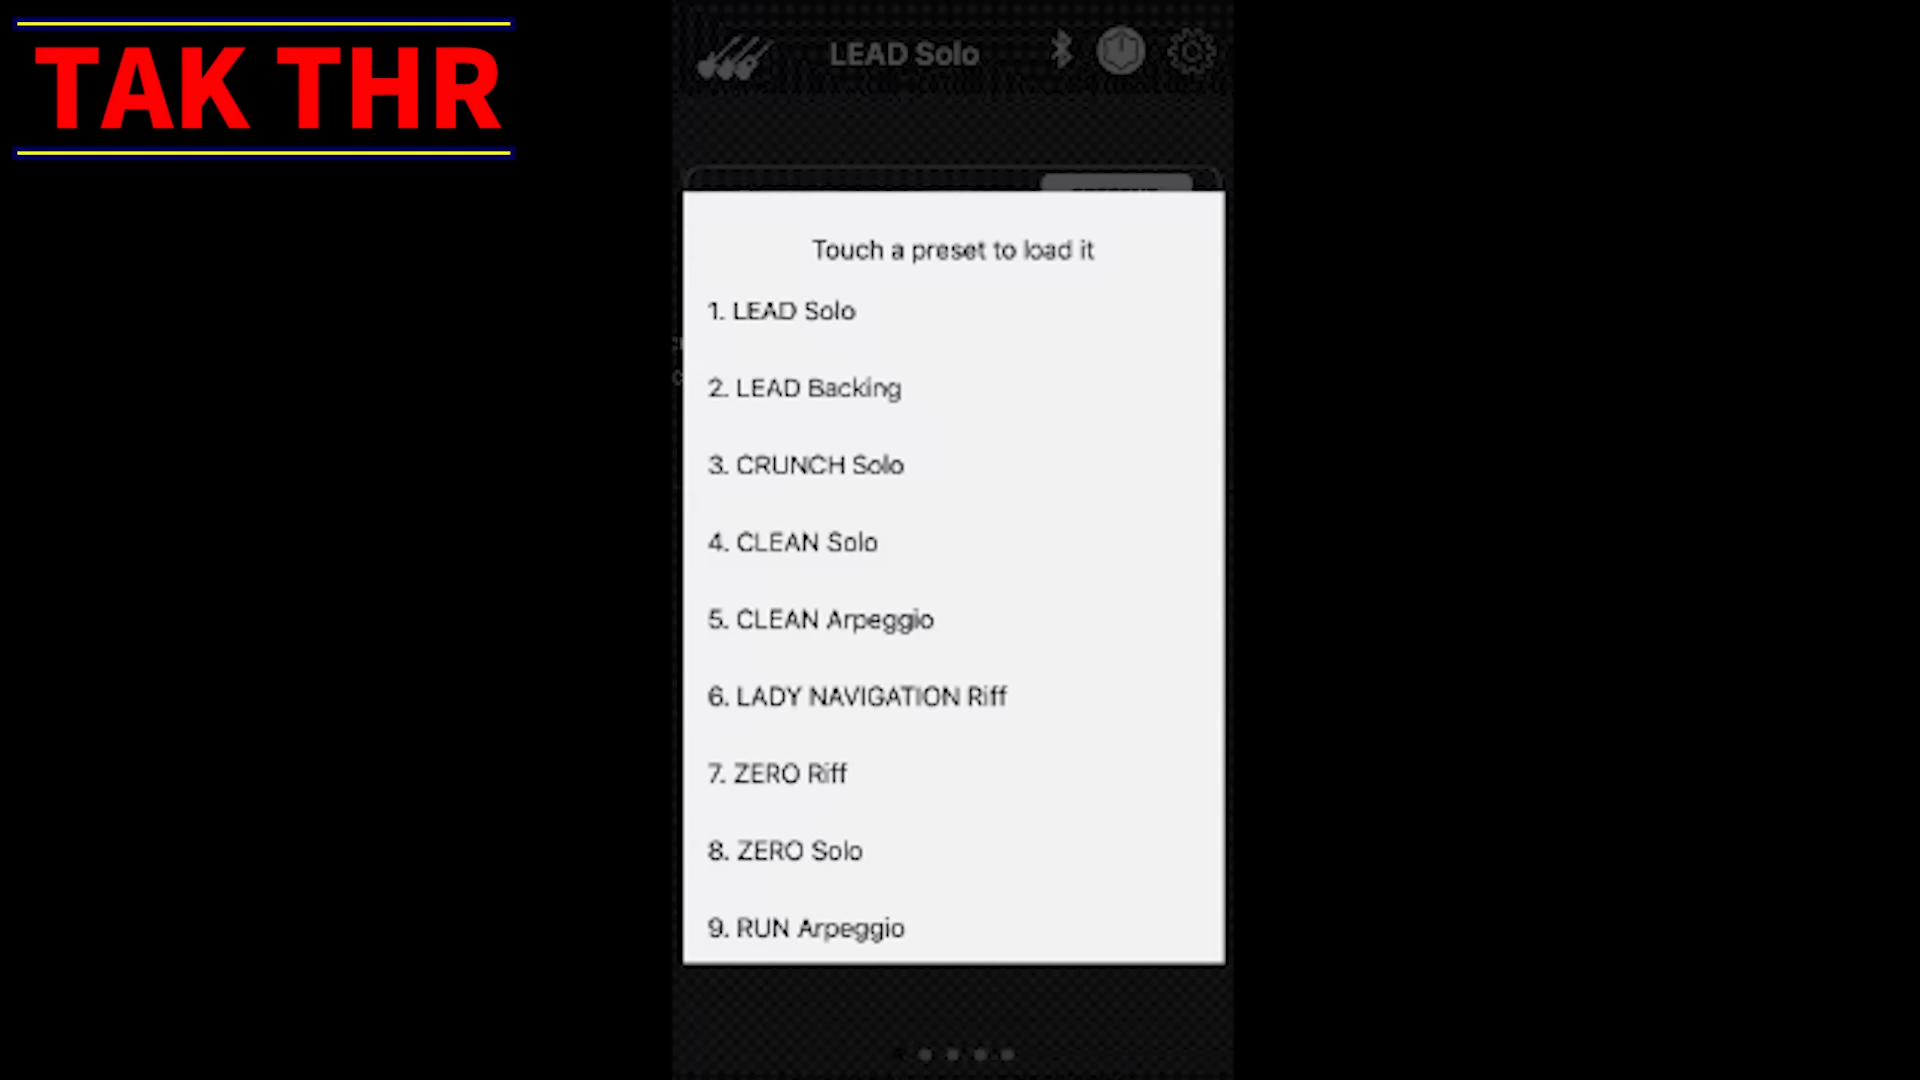 TAK THR
LEAD Solo
Touch a preset to load it
1. LEAD Solo
2. LEAD Backing
3. CRUNCH Solo
4. CLEAN Solo
5. CLEAN Arpeggio
6. LADY NAVIGATION Riff
7. ZERO Riff
8. ZERO Solo
9. RUN Arpeggio